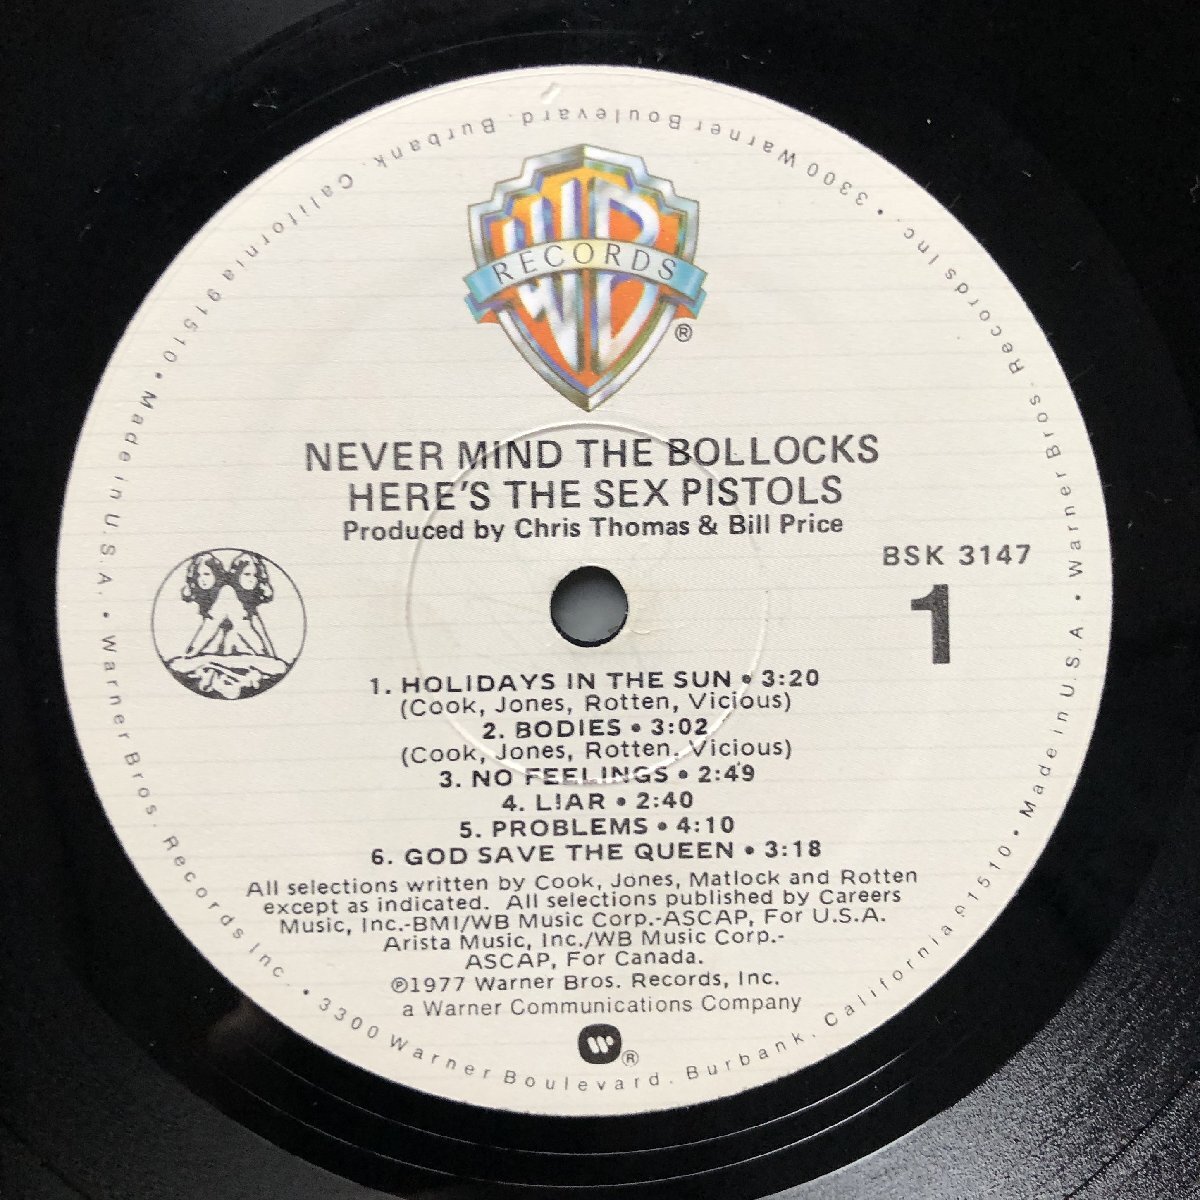 RECORDS
®
NEVER MIND THE BOLLOCKS
HERE'S THE SEX PISTOLS
Produced by Chris Thomas & Bill Price
BSK 3147
1
1. HOLIDAYS IN THE SUN • 3:20
(Cook, Jones, Rotten, Vicious)
2. BODIES • 3:02
(Cook, Jones, Rotten, Vicious)
3. NO FEELINGS • 2:49
4. LIAR • 2:40
5. PROBLEMS • 4:10
6. GOD SAVE THE QUEEN • 3:18
All selections written by Cook, Jones, Matlock and Rotten
except as indicated. All selections published by Careers
Music, Inc.-BMI/WB Music Corp.-ASCAP, For U.S.A.
Arista Music, Inc./WB Music Corp.-
ASCAP, For Canada.
℗1977 Warner Bros. Records, Inc.
a Warner Communications Company
®
Warner Bros. Records Inc. • 3300 Warner Boulevard. Burbank. California 91510 • Made in U.S.A. • Warner Bros. Records Inc. • 3300 Warner Boulevard. Burbank. California 91510 • Made in U.S.A •